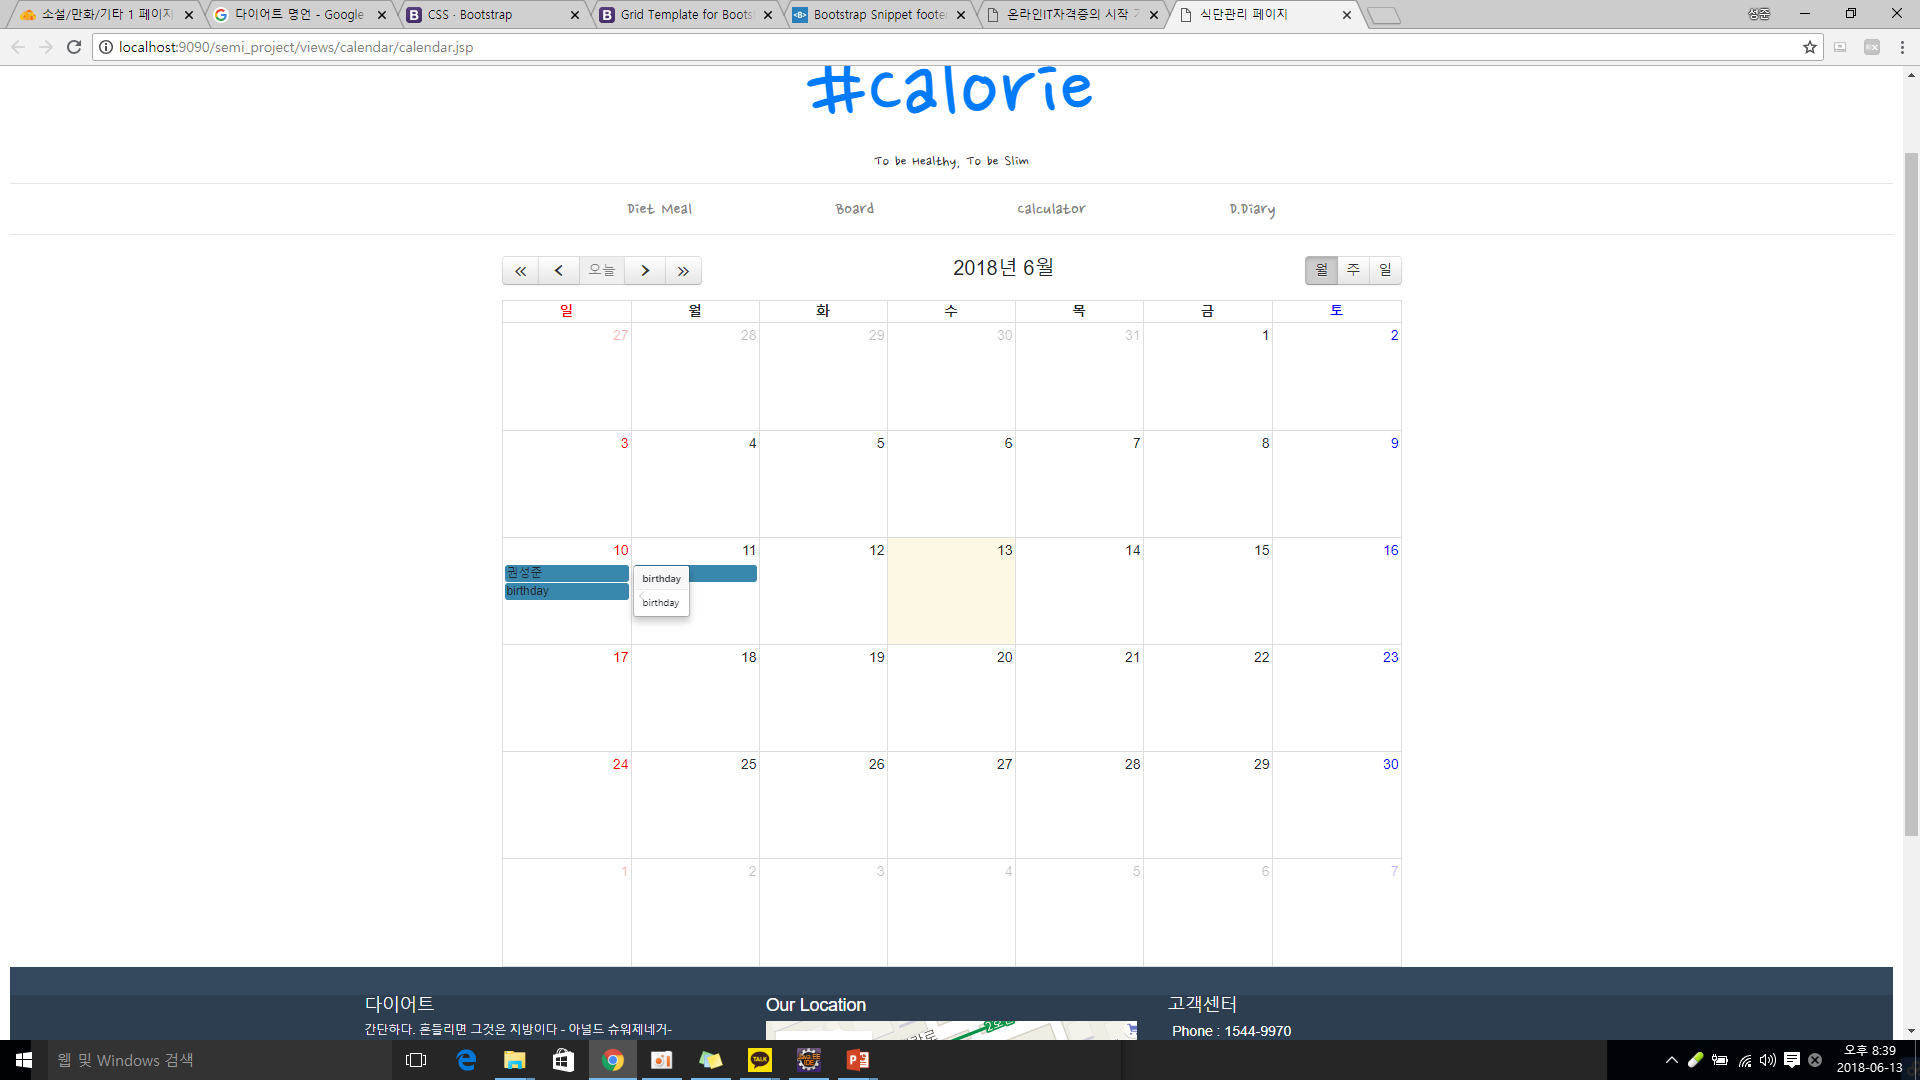 소설/만화/기타 1 페이지
다이어트 명언 - Google
CSS · Bootstrap
Grid Template for Boots
Bootstrap Snippet foote
온라인IT자격증의 시작
식단관리 페이지
성준
localhost:9090/semi_project/views/calendar/calendar.jsp
#calorie
To be Healthy, To be Slim
Diet Meal Board Calculator D.Diary
오늘
2018년 6월
월 주 일
일 월 화 수 목 금 토
27 28 29 30 31 1 2
3 4 5 6 7 8 9
10 11 12 13 14 15 16
권성준
birthday
birthday
birthday
17 18 19 20 21 22 23
24 25 26 27 28 29 30
1 2 3 4 5 6 7
다이어트
간단하다. 흔들리면 그것은 지방이다 - 아널드 슈워제네거-
Our Location
2호선
고객센터
Phone : 1544-9970
웹 및 Windows 검색
TALK
오후 8:39
2018-06-13